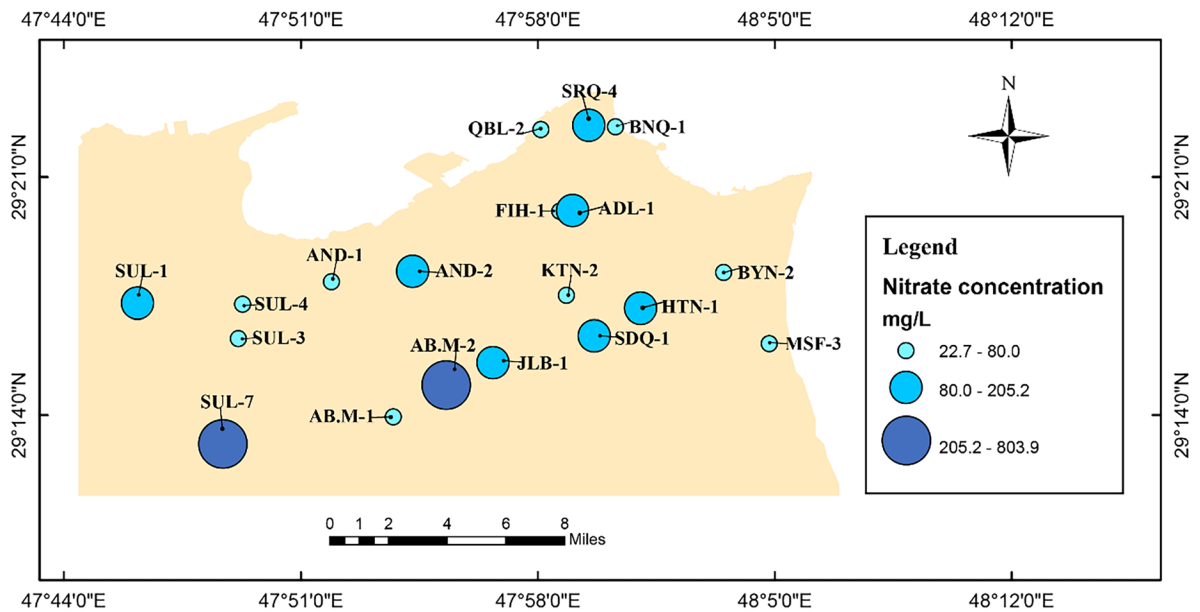 47°44'0"E 47°51'0"E 47°58'0"E 48°5'0"E 48°12'0"E
N
SRQ-4
QBL-2
BNQ-1
29°21'0"N
29°21'0"N
FIH-1
ADL-1
AND-1
SUL-1
AND-2
KTN-2
BYN-2
SUL-4
HTN-1
SUL-3
SDQ-1
AB.M-2
MSF-3
JLB-1
SUL-7
AB.M-1
29°14'0"N
29°14'0"N
Legend
Nitrate concentration
mg/L
22.7 - 80.0
80.0 - 205.2
205.2 - 803.9
0 1 2 4 6 8
Miles
47°44'0"E 47°51'0"E 47°58'0"E 48°5'0"E 48°12'0"E